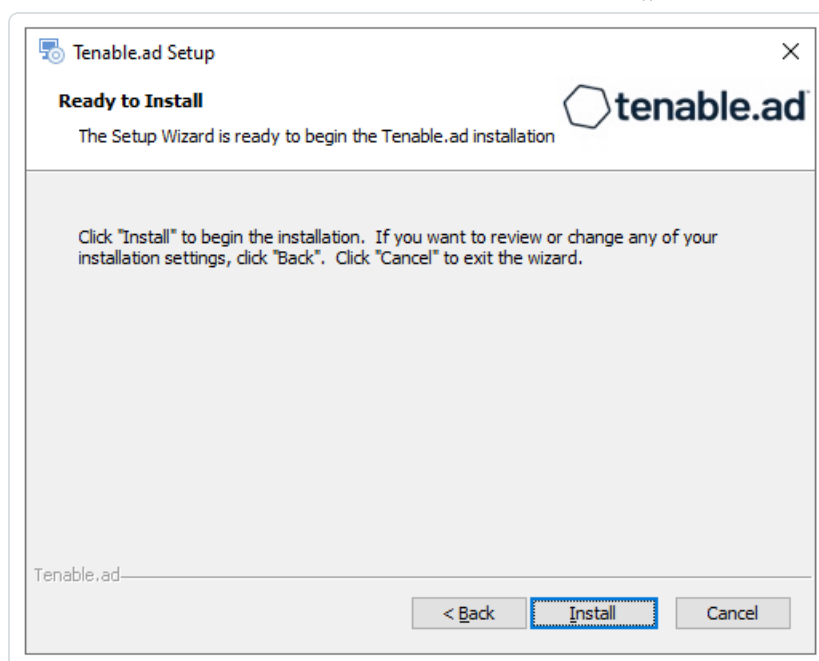 Tenable.ad Setup
Ready to Install
tenable.ad
The Setup Wizard is ready to begin the Tenable.ad installation
Click "Install" to begin the installation.  If you want to review or change any of your
installation settings, click "Back".  Click "Cancel" to exit the wizard.
Tenable.ad
< Back
Install
Cancel